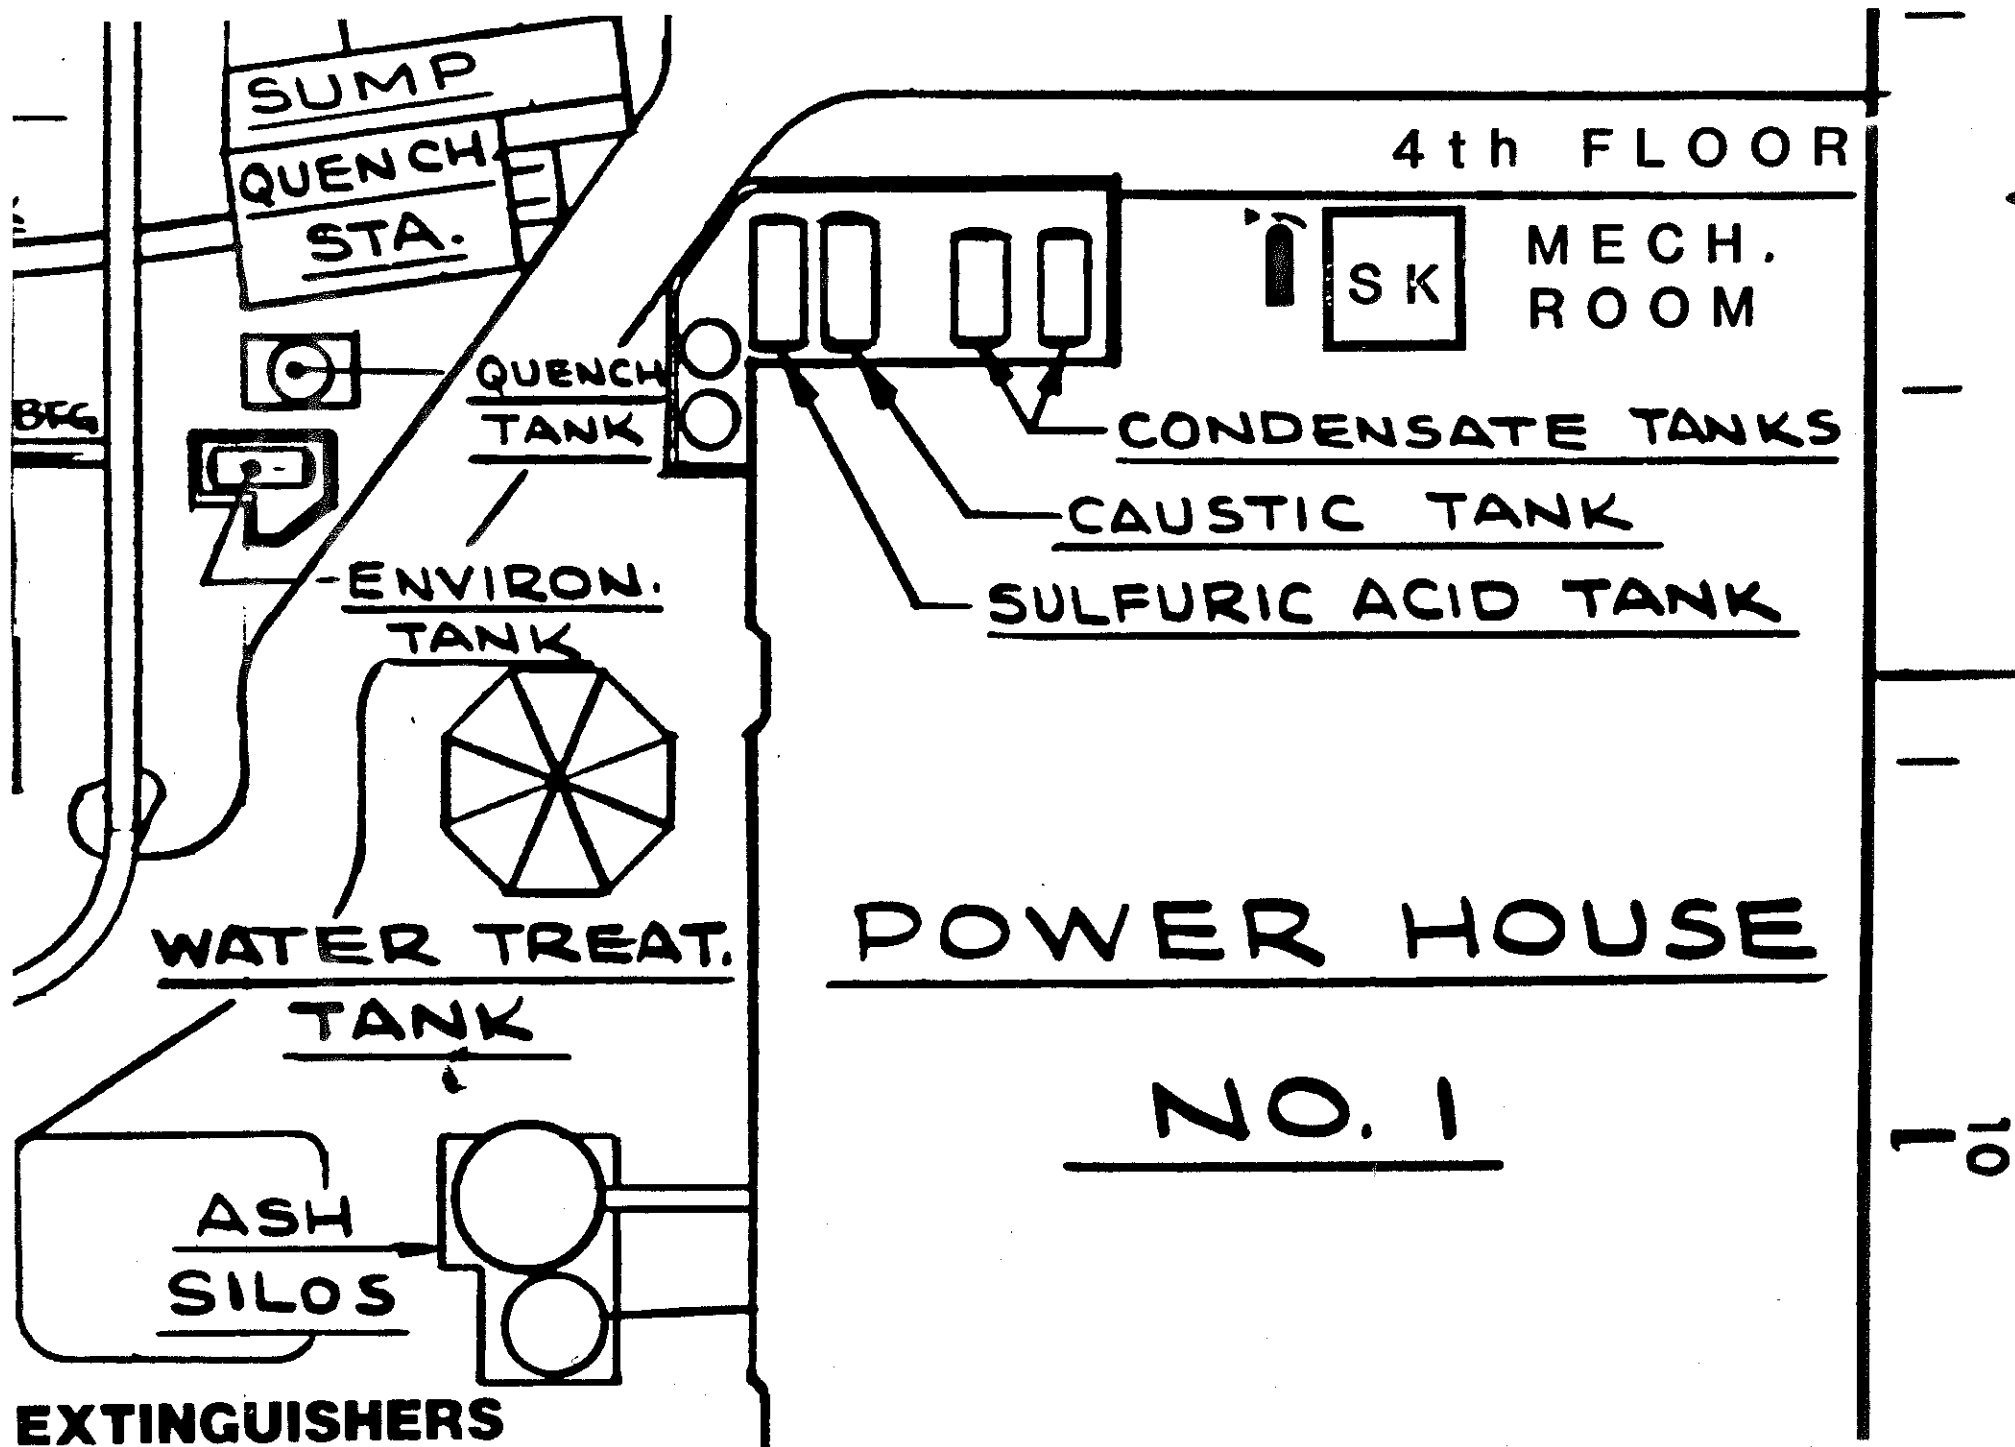 SUMP
QUENCH
STA.
4th FLOOR
SK
MECH.
ROOM
BFG
QUENCH
TANK
CONDENSATE TANKS
CAUSTIC TANK
ENVIRON.
TANK
SULFURIC ACID TANK
WATER TREAT.
TANK
POWER HOUSE
NO. 1
10
ASH
SILOS
EXTINGUISHERS